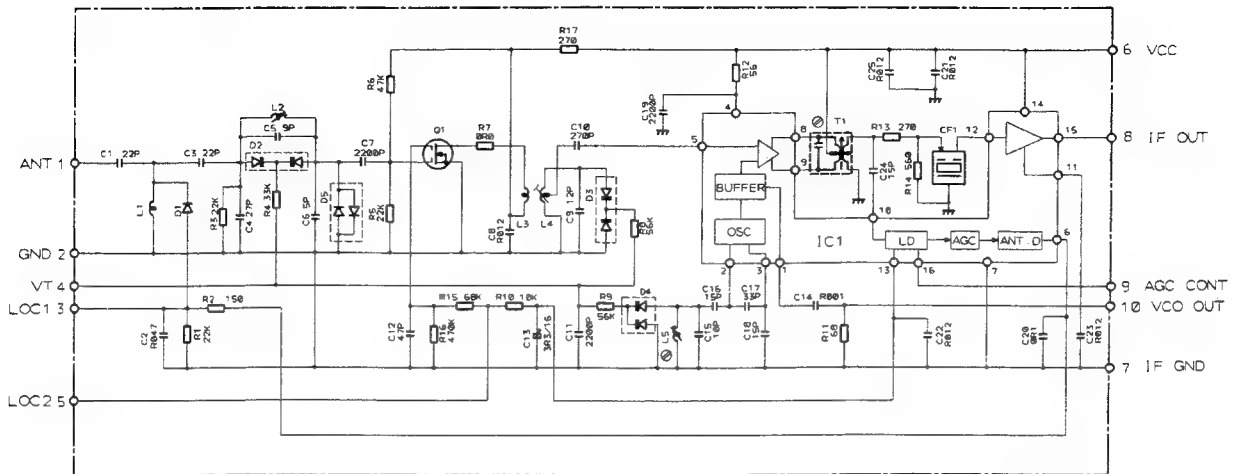 R17
270
6 VCC
R6
47K
R12
56
C25
R012
C21
R012
L2
C5 9P
C7
2200P
Q1
R7
0R0
C10
270P
C19
2200P
4
5
8
9
T1
R13 270
CF1
12
14
15
8 IF OUT
11
ANT 1
C1 22P
C3 22P
D2
C24
15P
R14 560
BUFFER
L1
D1
R3 22K
C4 27P
R4 33K
C6 5P
D5
R5
22K
C8
R012
L3
L4
C9 12P
D3
R8
56K
OSC
IC1
10
LD
AGC
ANT.D
6
GND 2
2
3
1
13
16
7
VT 4
9 AGC CONT
LOC1 3
R2 150
R15 68K
R10 10K
R9
56K
D4
C16
15P
C17
33P
C14 R001
10 VCO OUT
C2
R047
R1
22K
C12
47P
R16
470K
C13
3R3/16
C11
2200P
L5
C15
10P
C18
15P
R11
68
C22
R012
C20
0R1
C23
R012
7 IF GND
LOC2 5